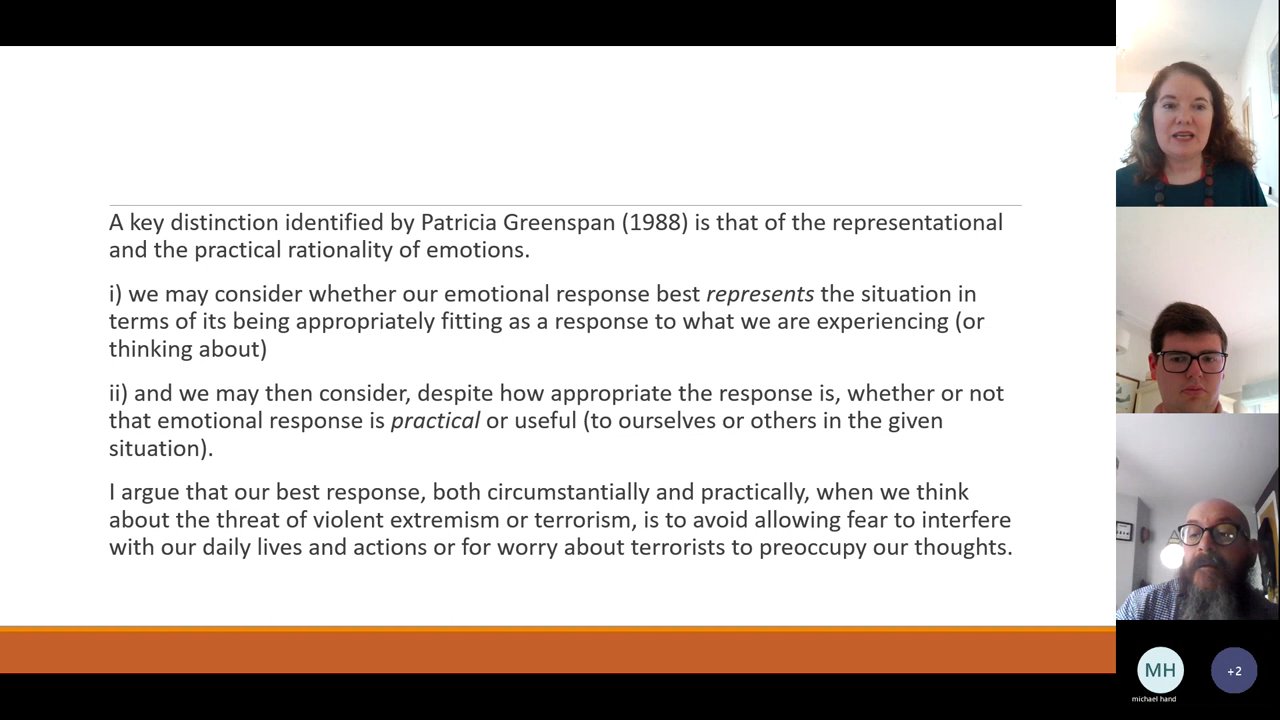 A key distinction identified by Patricia Greenspan (1988) is that of the representational
and the practical rationality of emotions.
i) we may consider whether our emotional response best represents the situation in
terms of its being appropriately fitting as a response to what we are experiencing (or
thinking about)
ii) and we may then consider, despite how appropriate the response is, whether or not
that emotional response is practical or useful (to ourselves or others in the given
situation).
I argue that our best response, both circumstantially and practically, when we think
about the threat of violent extremism or terrorism, is to avoid allowing fear to interfere
with our daily lives and actions or for worry about terrorists to preoccupy our thoughts.
MH
+2
michael hand